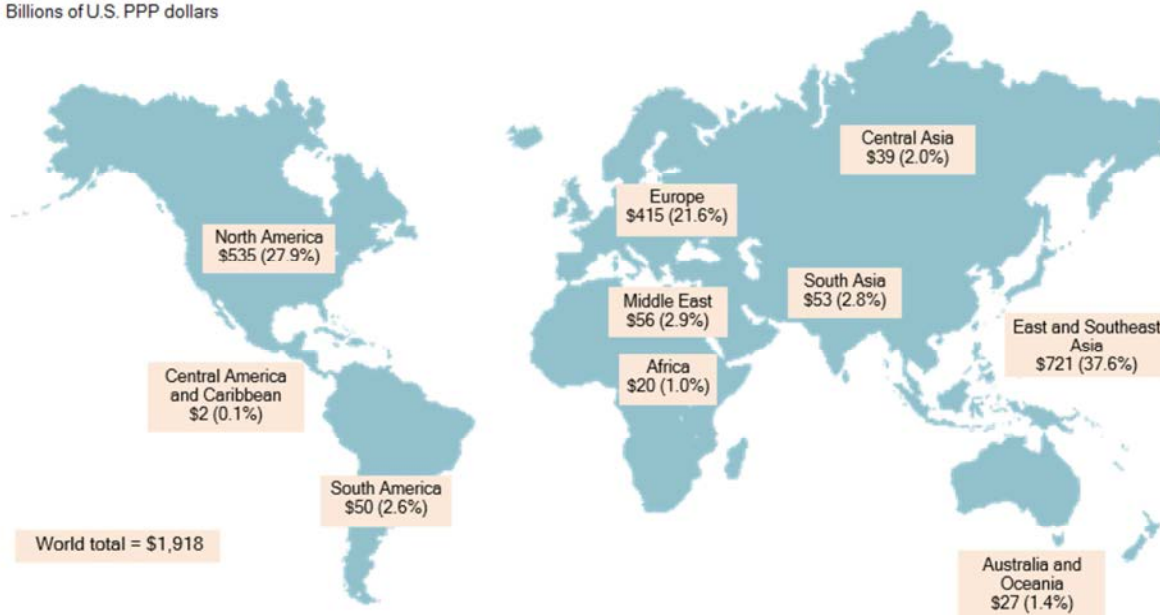 Billions of U.S. PPP dollars
Central Asia
$39 (2.0%)
Europe
$415 (21.6%)
North America
$535 (27.9%)
South Asia
$53 (2.8%)
Middle East
$56 (2.9%)
East and Southeast
Asia
$721 (37.6%)
Africa
$20 (1.0%)
Central America
and Caribbean
$2 (0.1%)
South America
$50 (2.6%)
World total = $1,918
Australia and
Oceania
$27 (1.4%)